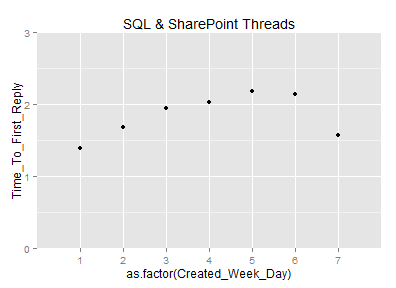 SQL & SharePoint Threads
3
2
1
0
Time_To_First_Reply
1 2 3 4 5 6 7
as.factor(Created_Week_Day)